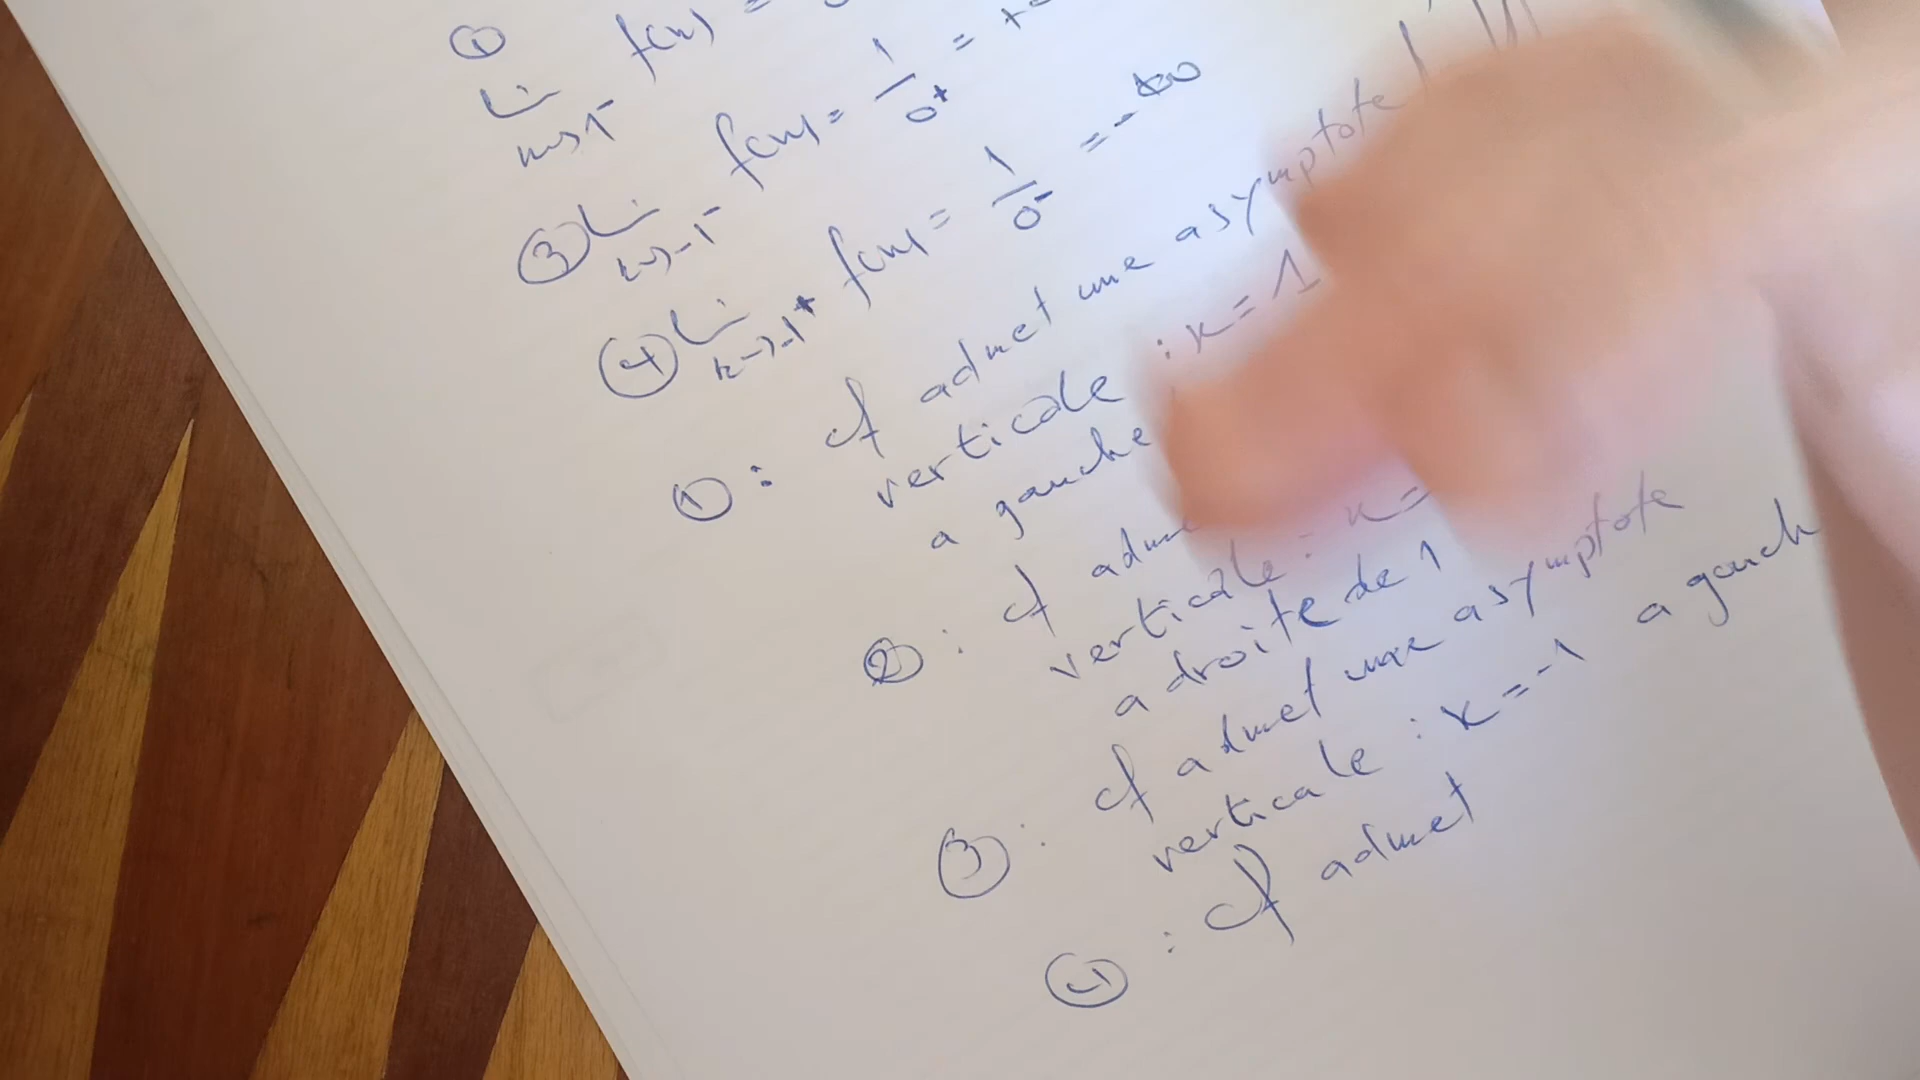 ① f(x) =
lim x→1⁻ f(x) = 1/0⁺ = +
③ lim x→-1⁻ f(x) = 1/0⁻ = -∞
④ lim x→-1⁺
①: Cf admet une asymptote
verticale : x = 1
a gauche
②: Cf adme
verticale : x =
a droite de 1
③: Cf admet une asymptote
verticale : x = -1 a gauch
④: Cf admet